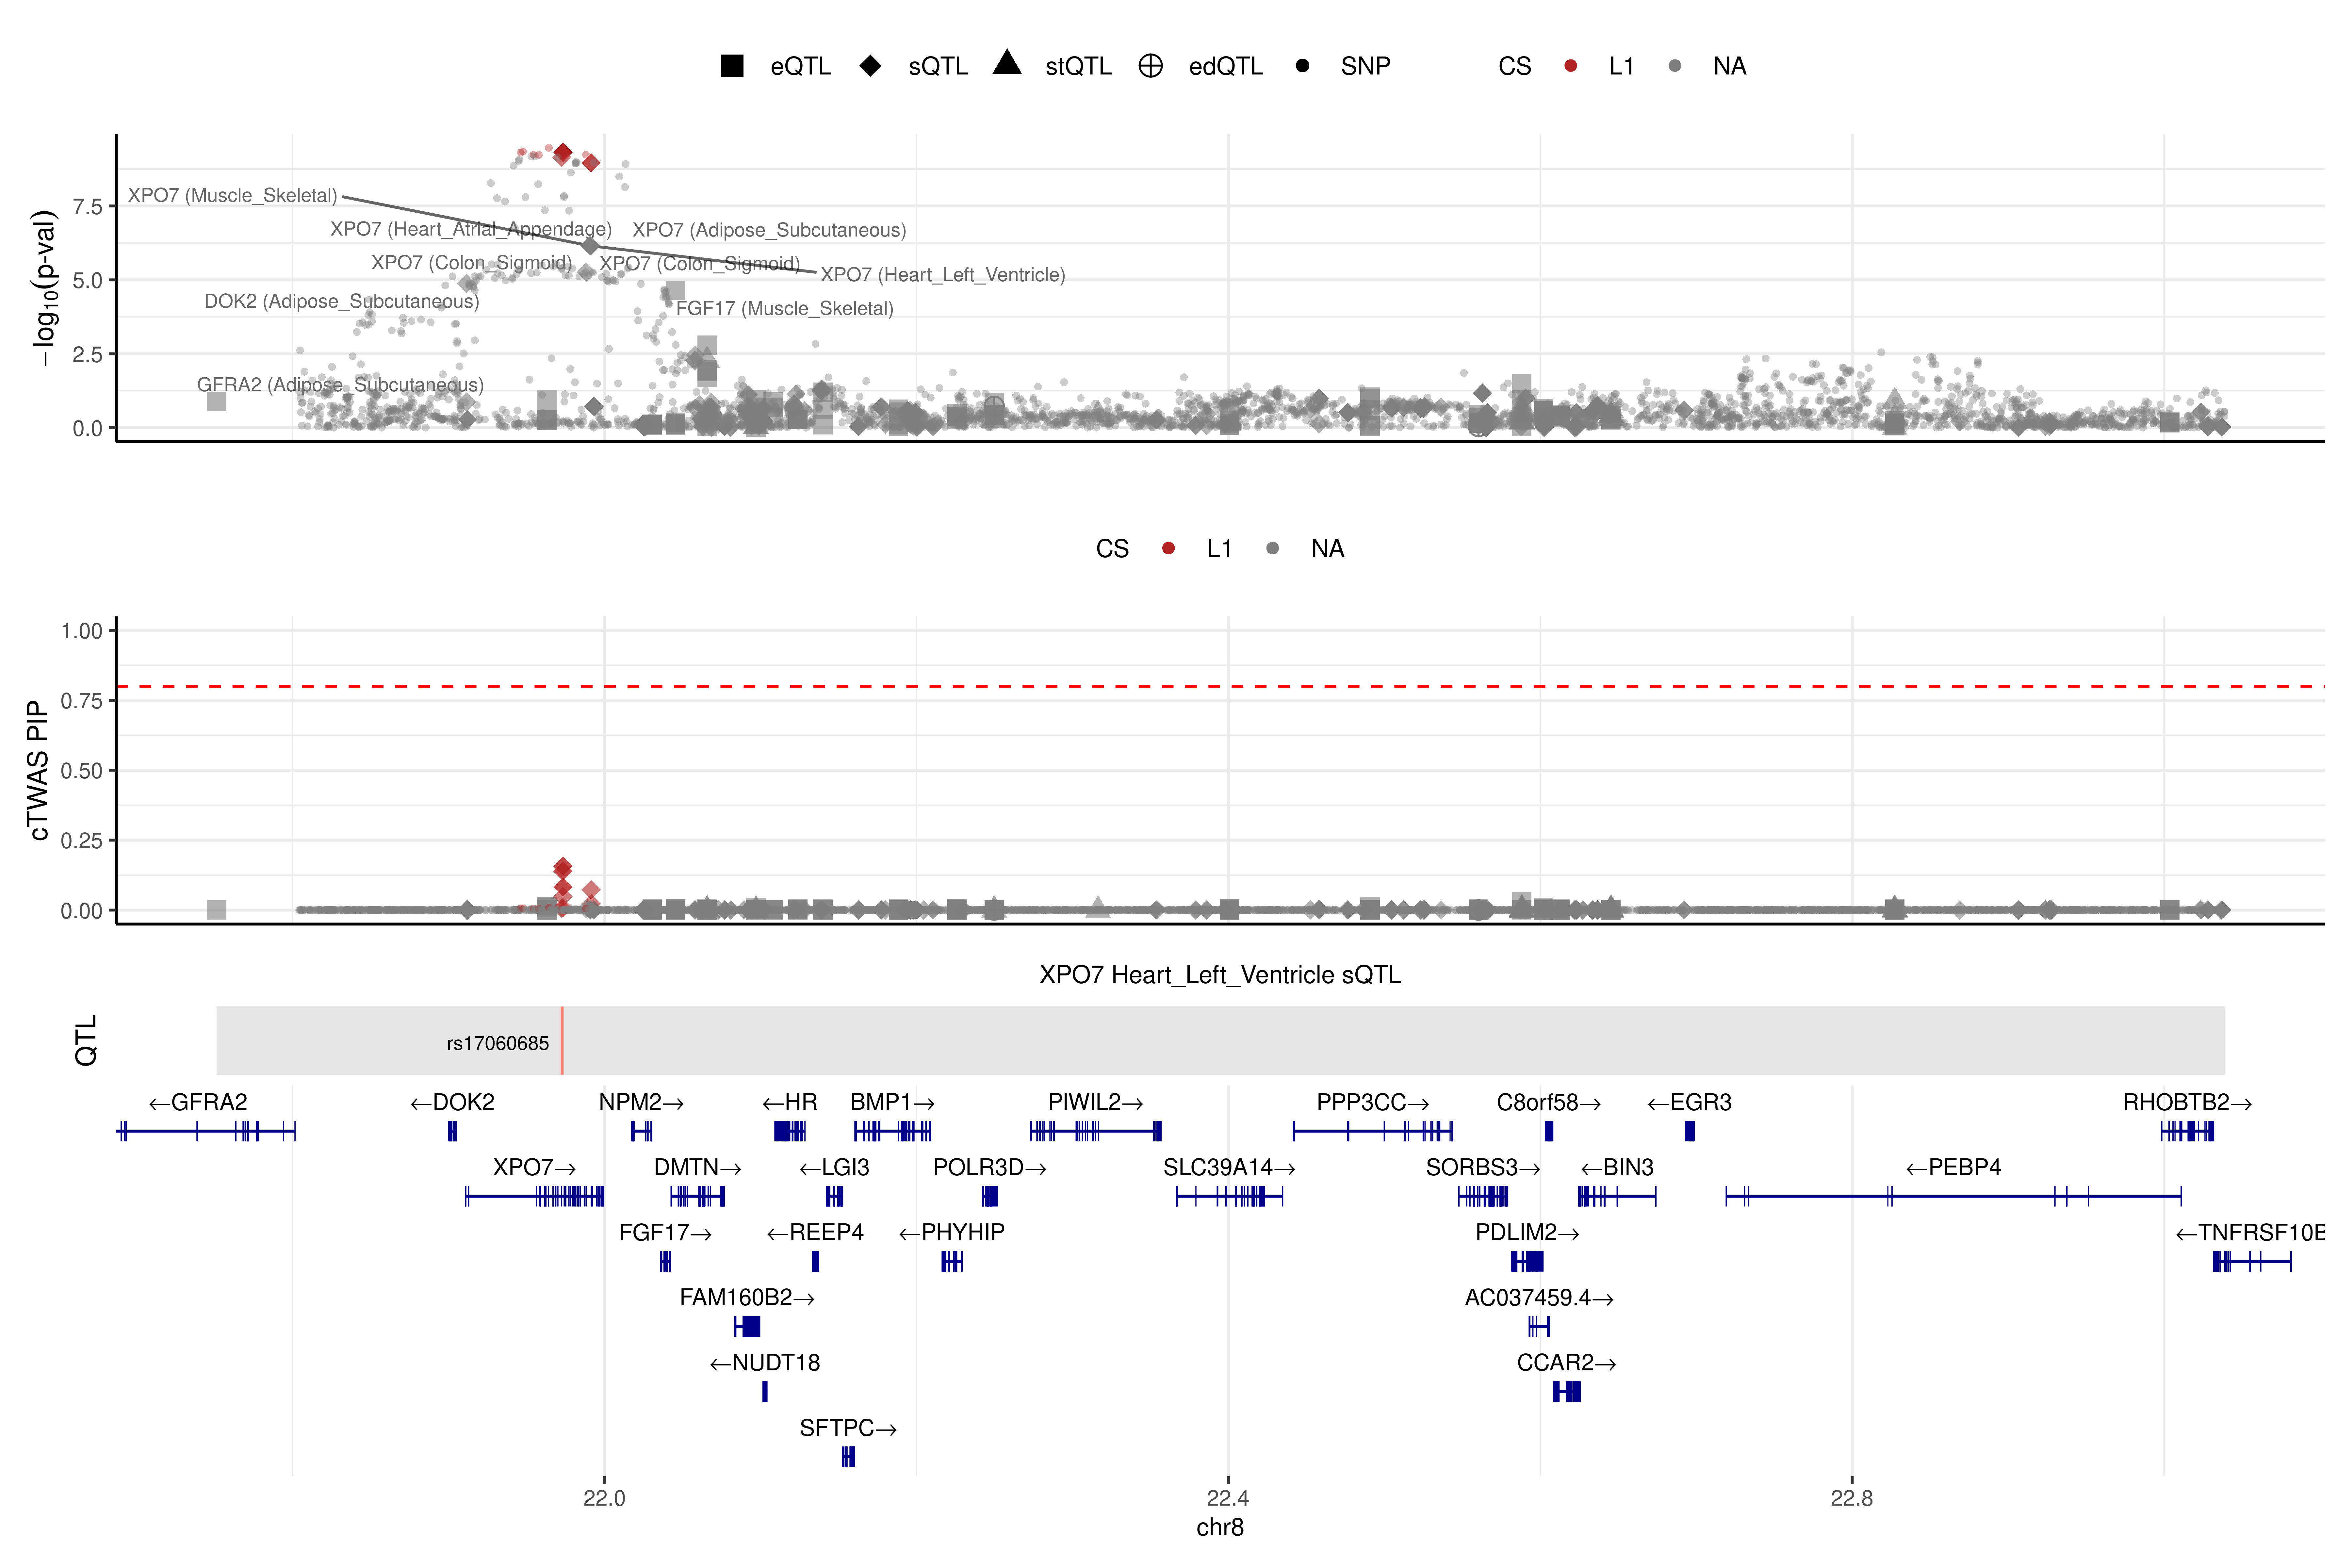 eQTL sQTL stQTL edQTL SNP CS L1 NA
−log10(p-val)
7.5
5.0
2.5
0.0
XPO7 (Muscle_Skeletal)
XPO7 (Heart_Atrial_Appendage)
XPO7 (Adipose_Subcutaneous)
XPO7 (Colon_Sigmoid)
XPO7 (Colon_Sigmoid)
XPO7 (Heart_Left_Ventricle)
DOK2 (Adipose_Subcutaneous)
FGF17 (Muscle_Skeletal)
GFRA2 (Adipose_Subcutaneous)
CS L1 NA
cTWAS PIP
1.00
0.75
0.50
0.25
0.00
XPO7 Heart_Left_Ventricle sQTL
QTL
rs17060685
←GFRA2 ←DOK2 NPM2→ ←HR BMP1→ PIWIL2→ PPP3CC→ C8orf58→ ←EGR3 RHOBTB2→
XPO7→ DMTN→ ←LGI3 POLR3D→ SLC39A14→ SORBS3→ ←BIN3 ←PEBP4
FGF17→ ←REEP4 ←PHYHIP PDLIM2→ ←TNFRSF10B
FAM160B2→ AC037459.4→
←NUDT18 CCAR2→
SFTPC→
22.0 22.4 22.8
chr8